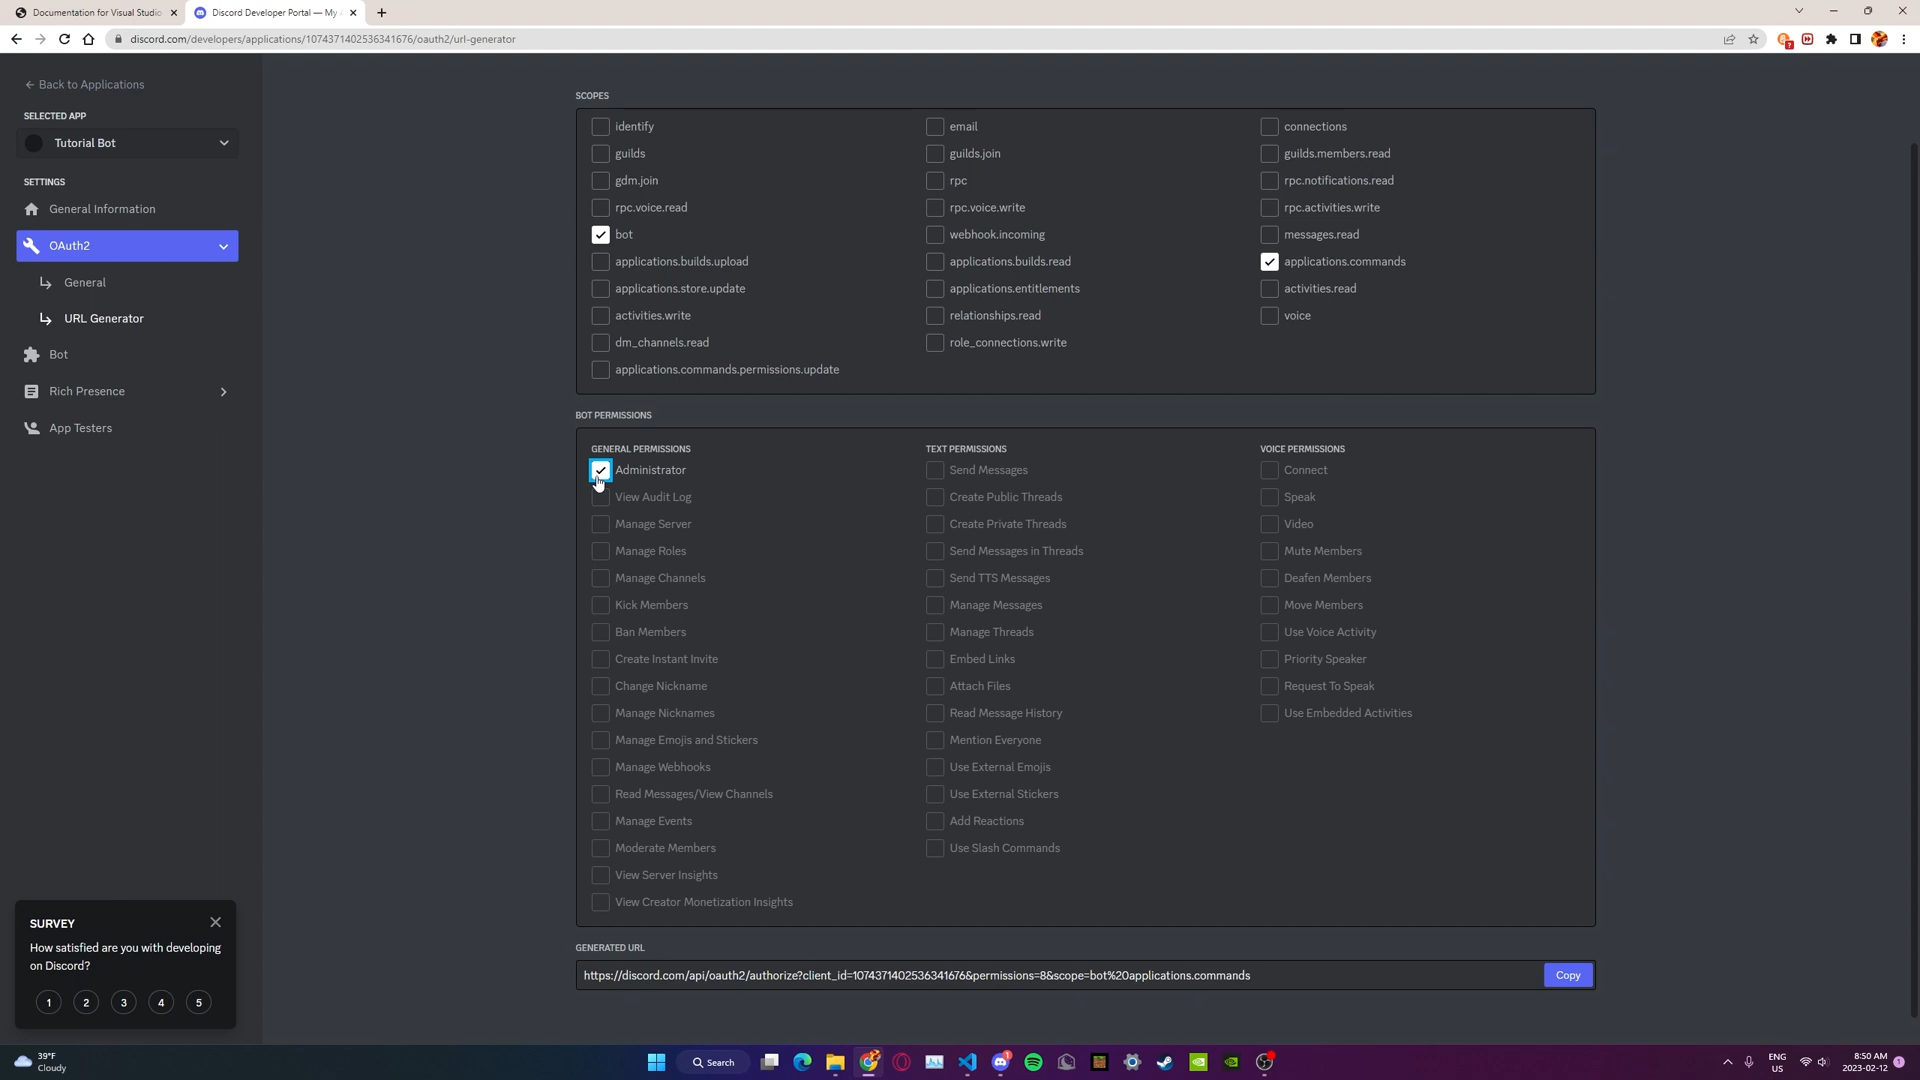 Documentation for Visual Studio
Discord Developer Portal — My A
discord.com/developers/applications/1074371402536341676/oauth2/url-generator
← Back to Applications
SELECTED APP
Tutorial Bot
SETTINGS
General Information
OAuth2
General
URL Generator
Bot
Rich Presence
App Testers
SCOPES
identify
email
connections
guilds
guilds.join
guilds.members.read
gdm.join
rpc
rpc.notifications.read
rpc.voice.read
rpc.voice.write
rpc.activities.write
bot
webhook.incoming
messages.read
applications.builds.upload
applications.builds.read
applications.commands
applications.store.update
applications.entitlements
activities.read
activities.write
relationships.read
voice
dm_channels.read
role_connections.write
applications.commands.permissions.update
BOT PERMISSIONS
GENERAL PERMISSIONS
Administrator
View Audit Log
Manage Server
Manage Roles
Manage Channels
Kick Members
Ban Members
Create Instant Invite
Change Nickname
Manage Nicknames
Manage Emojis and Stickers
Manage Webhooks
Read Messages/View Channels
Manage Events
Moderate Members
View Server Insights
View Creator Monetization Insights
TEXT PERMISSIONS
Send Messages
Create Public Threads
Create Private Threads
Send Messages in Threads
Send TTS Messages
Manage Messages
Manage Threads
Embed Links
Attach Files
Read Message History
Mention Everyone
Use External Emojis
Use External Stickers
Add Reactions
Use Slash Commands
VOICE PERMISSIONS
Connect
Speak
Video
Mute Members
Deafen Members
Move Members
Use Voice Activity
Priority Speaker
Request To Speak
Use Embedded Activities
GENERATED URL
https://discord.com/api/oauth2/authorize?client_id=1074371402536341676&permissions=8&scope=bot%20applications.commands
Copy
SURVEY
How satisfied are you with developing
on Discord?
1 2 3 4 5
39°F
Cloudy
Search
ENG
US
8:50 AM
2023-02-12
1